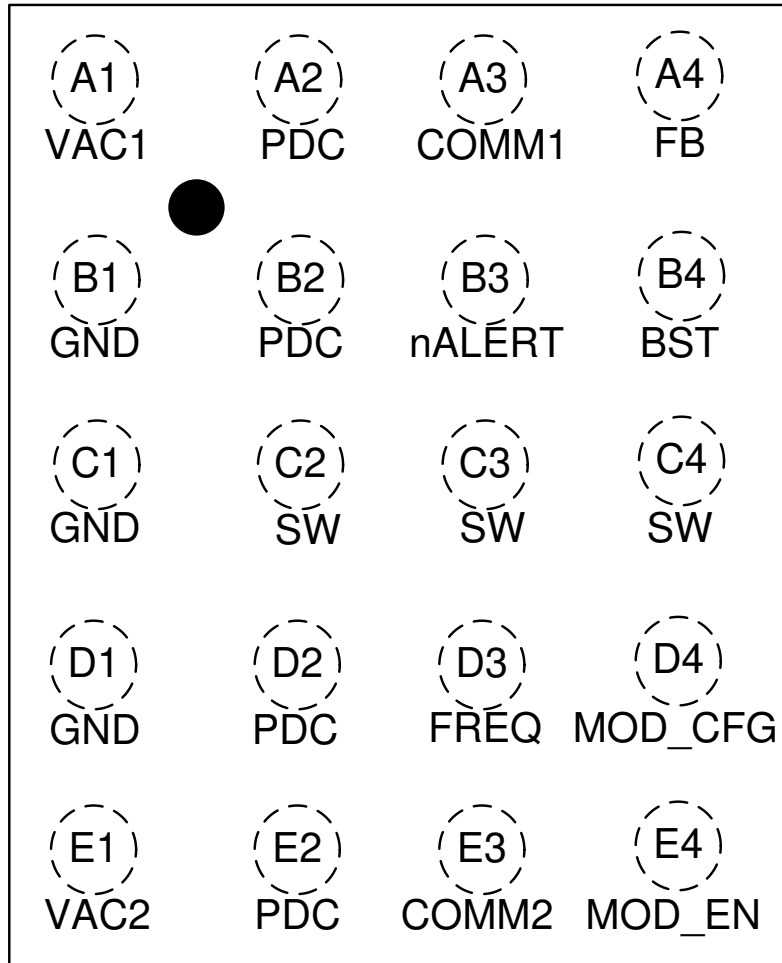 A1 A2 A3 A4
VAC1 PDC COMM1 FB
B1 B2 B3 B4
GND PDC nALERT BST
C1 C2 C3 C4
GND SW SW SW
D1 D2 D3 D4
GND PDC FREQ MOD_CFG
E1 E2 E3 E4
VAC2 PDC COMM2 MOD_EN